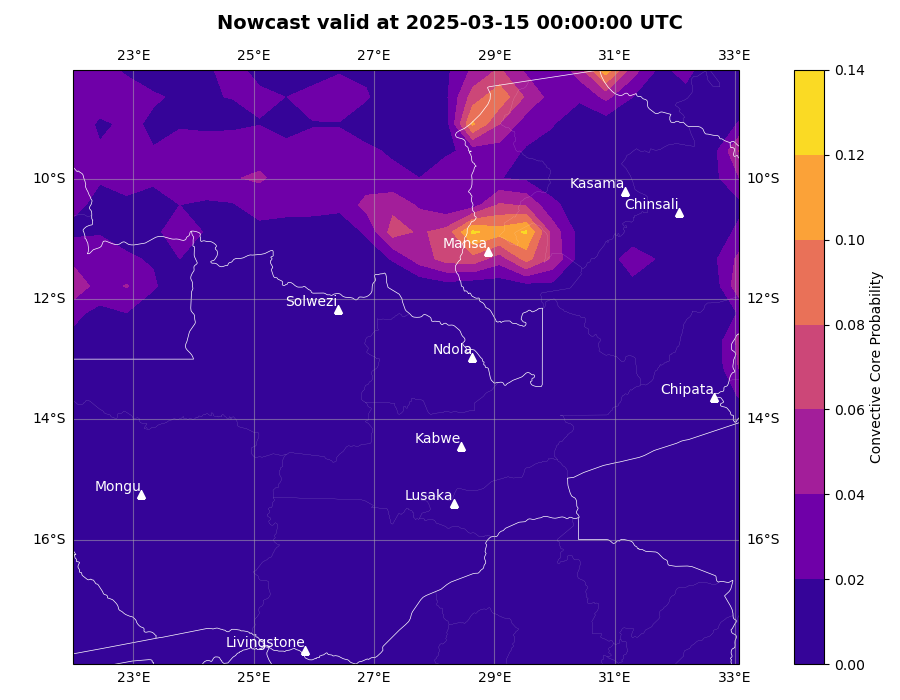 Nowcast valid at 2025-03-15 00:00:00 UTC
23°E 25°E 27°E 29°E 31°E 33°E
0.14
0.12
10°S Kasama 10°S
Chinsali
0.10
Mansa
12°S Solwezi 12°S
0.08
Ndola
Convective Core Probability
Chipata
0.06
14°S 14°S
Kabwe
Mongu
Lusaka
0.04
16°S 16°S
0.02
Livingstone
0.00
23°E 25°E 27°E 29°E 31°E 33°E